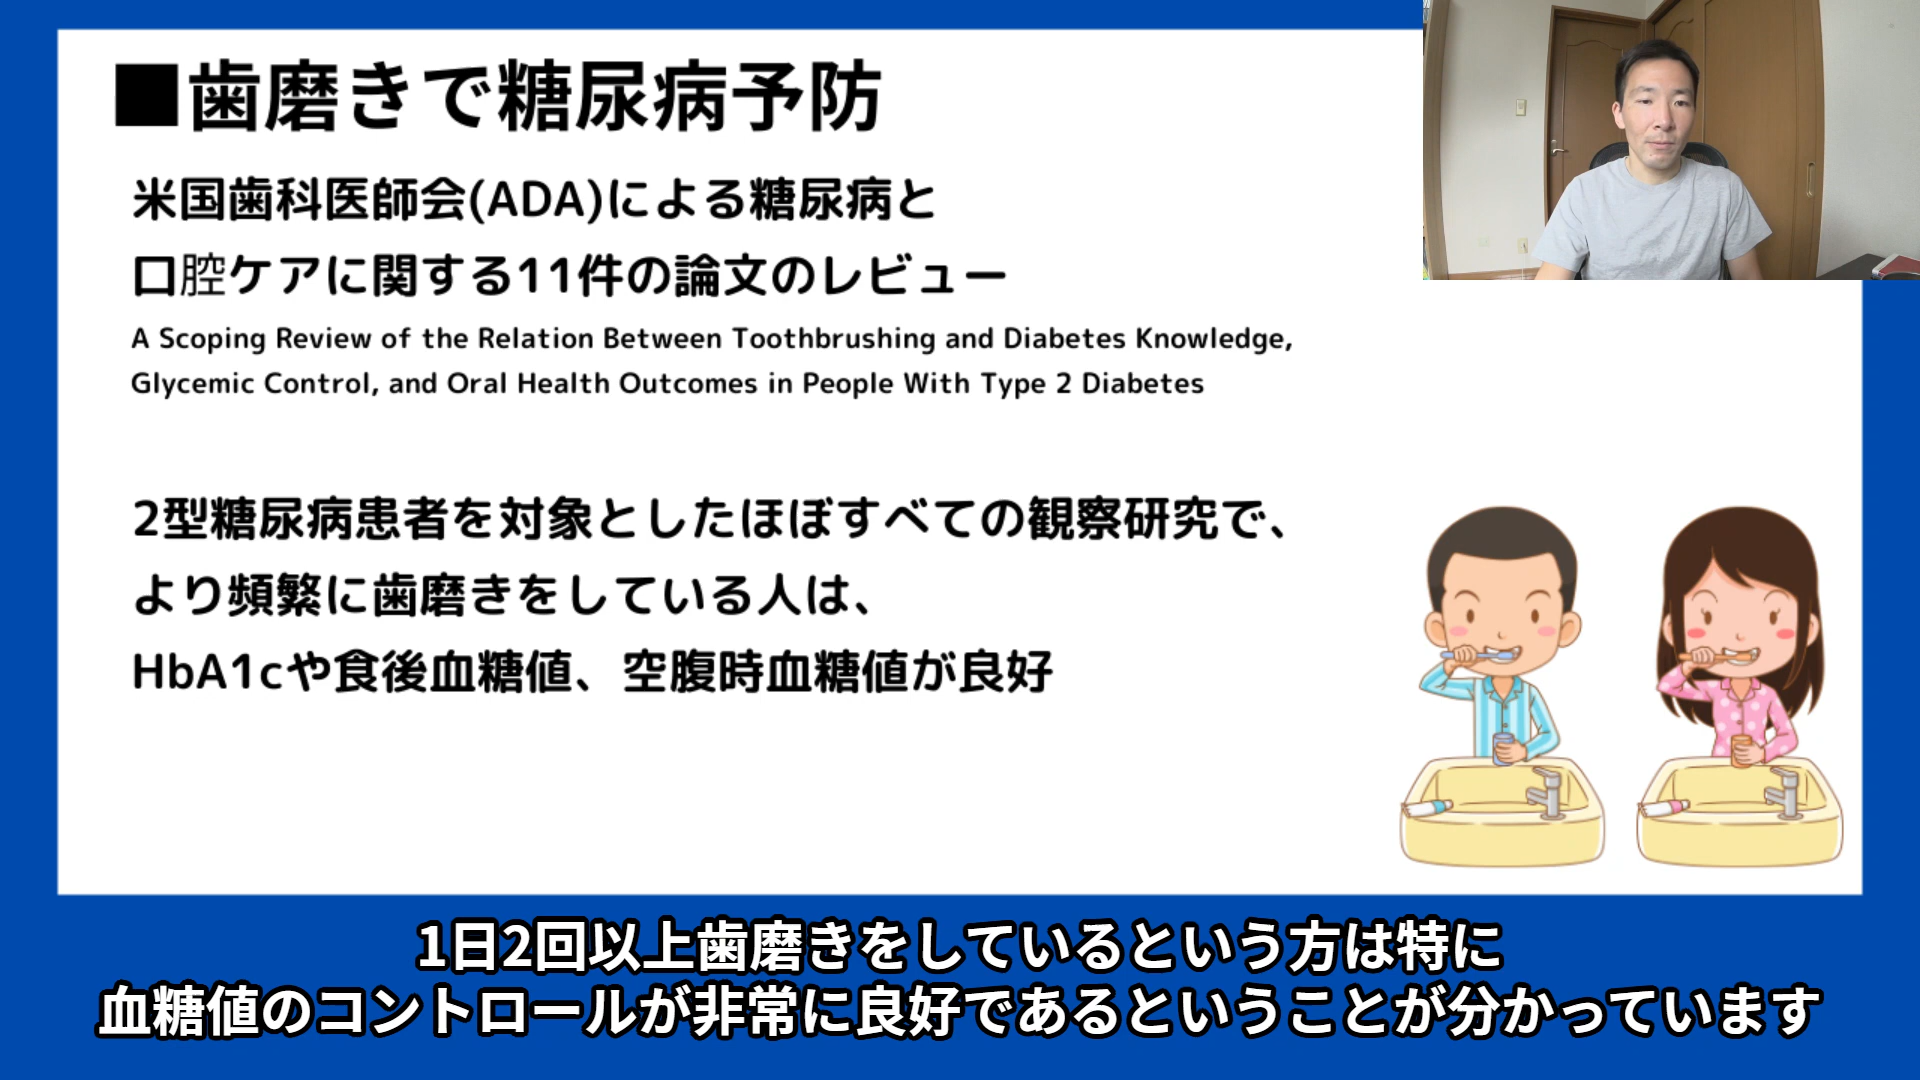 ■歯磨きで糖尿病予防
米国歯科医師会(ADA)による糖尿病と
口腔ケアに関する11件の論文のレビュー
A Scoping Review of the Relation Between Toothbrushing and Diabetes Knowledge,
Glycemic Control, and Oral Health Outcomes in People With Type 2 Diabetes
2型糖尿病患者を対象としたほぼすべての観察研究で、
より頻繁に歯磨きをしている人は、
HbA1cや食後血糖値、空腹時血糖値が良好
1日2回以上歯磨きをしているという方は特に
血糖値のコントロールが非常に良好であるということが分かっています